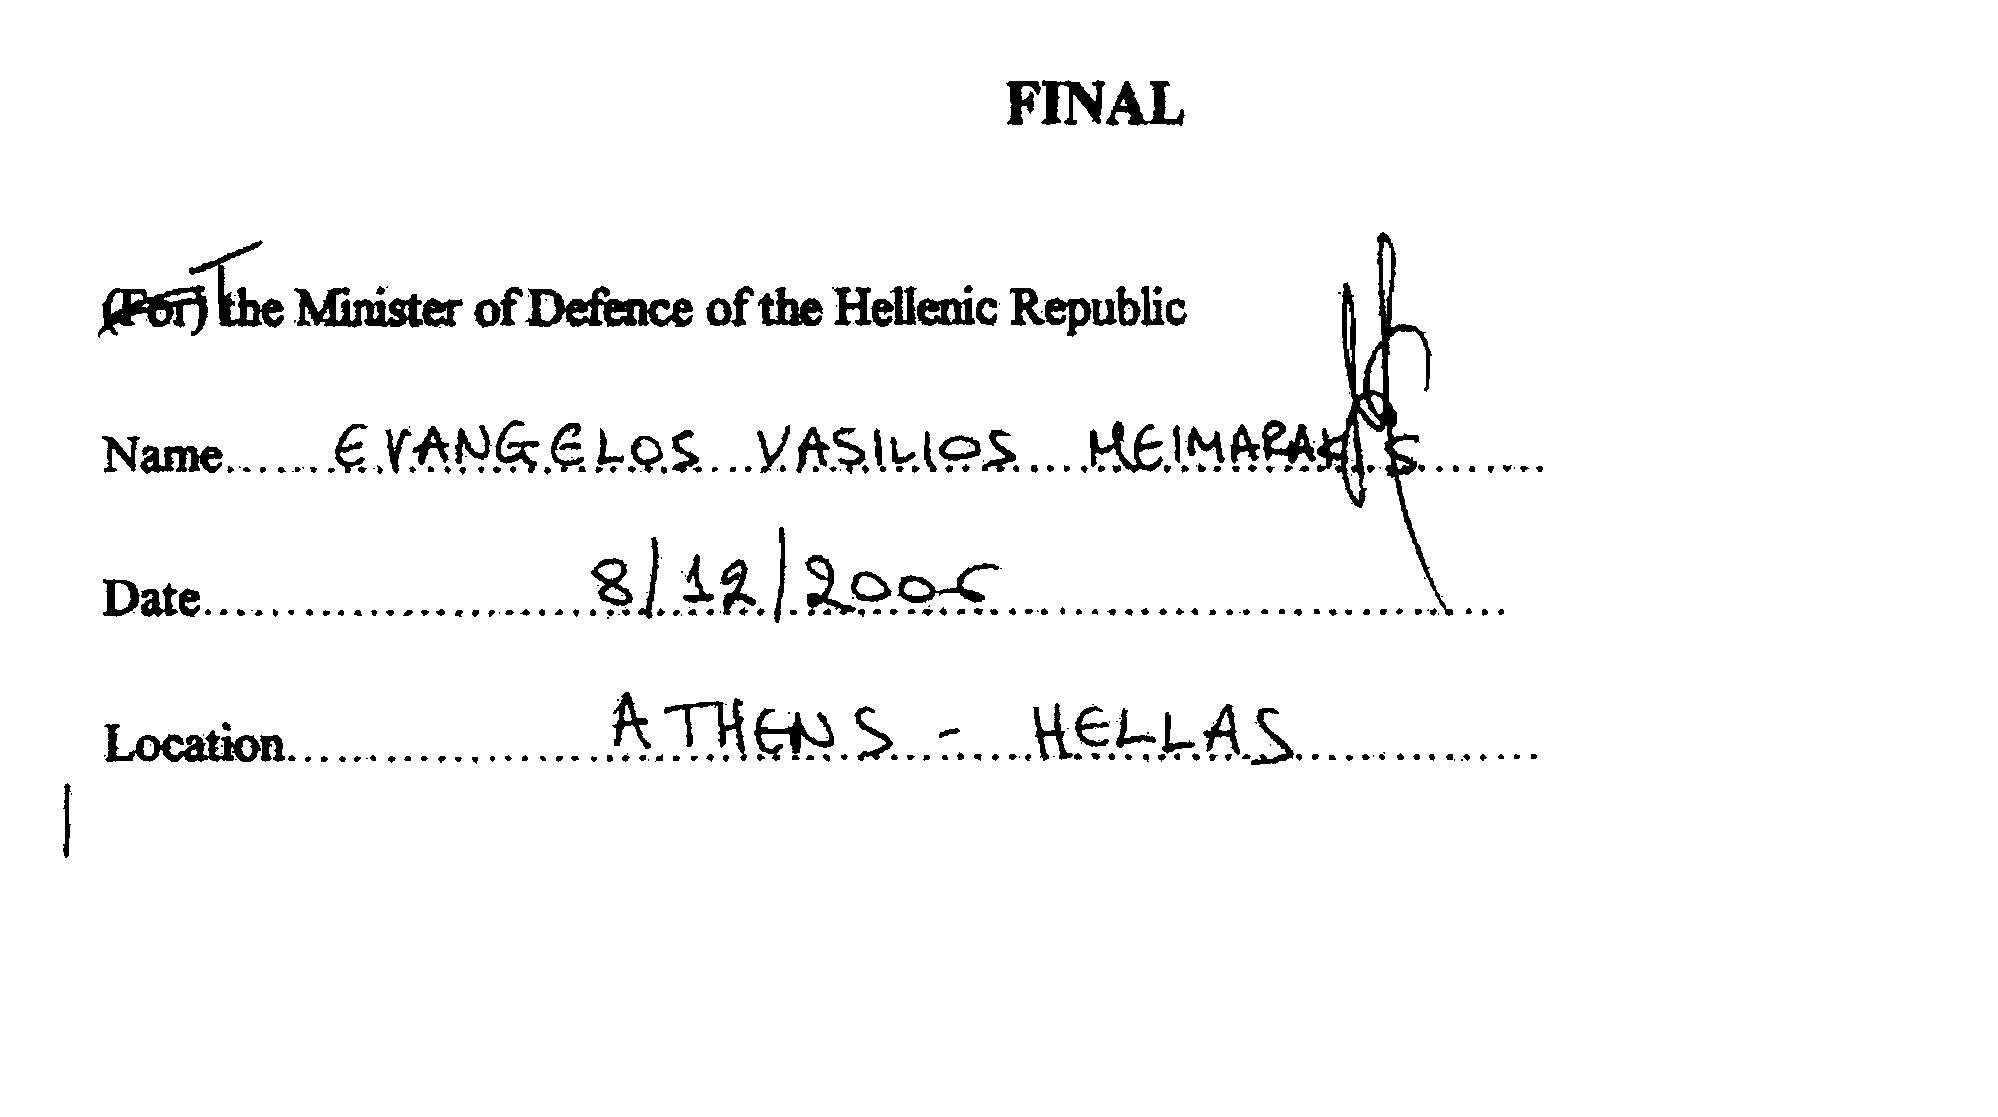 FINAL
(For) The Minister of Defence of the Hellenic Republic
Name..... EVANGELOS VASILIOS MEIMARAKIS
Date..... 8/12/2006
Location..... ATHENS - HELLAS